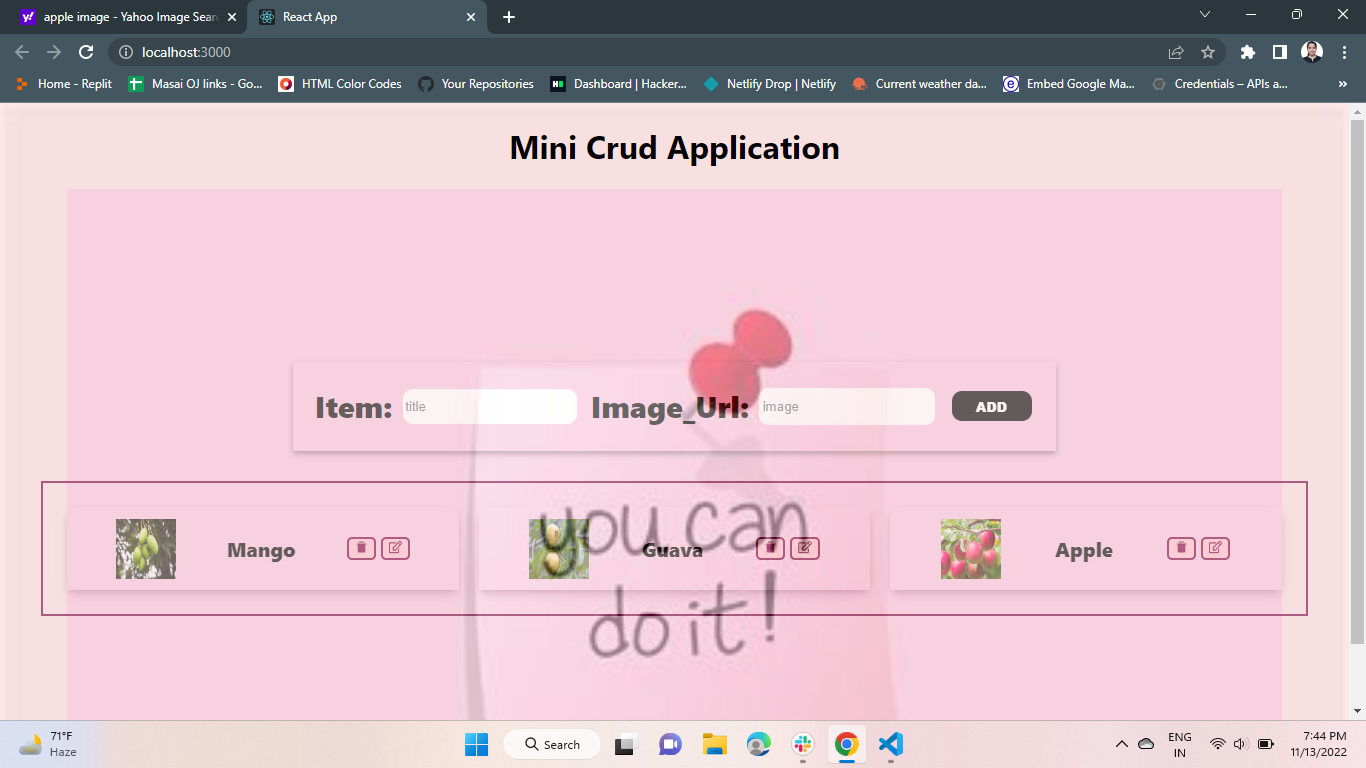 apple image - Yahoo Image Sear
React App
localhost:3000
Home - Replit
Masai OJ links - Go...
HTML Color Codes
Your Repositories
Dashboard | Hacker...
Netlify Drop | Netlify
Current weather da...
Embed Google Ma...
Credentials – APIs a...
»
Mini Crud Application
Item:
title
Image_Url:
image
ADD
Mango
Guava
Apple
you can
do it!
71°F
Haze
Search
ENG
IN
7:44 PM
11/13/2022